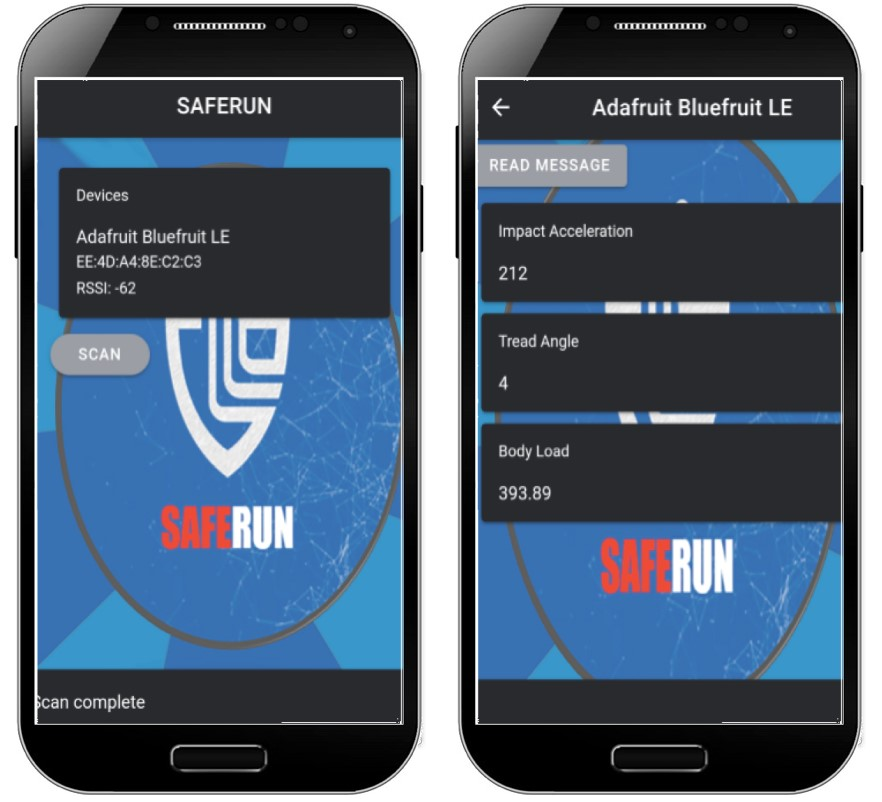 SAFERUN
Devices
Adafruit Bluefruit LE
EE:4D:A4:8E:C2:C3
RSSI: -62
SCAN
SAFERUN
Scan complete
Adafruit Bluefruit LE
READ MESSAGE
Impact Acceleration
212
Tread Angle
4
Body Load
393.89
SAFERUN